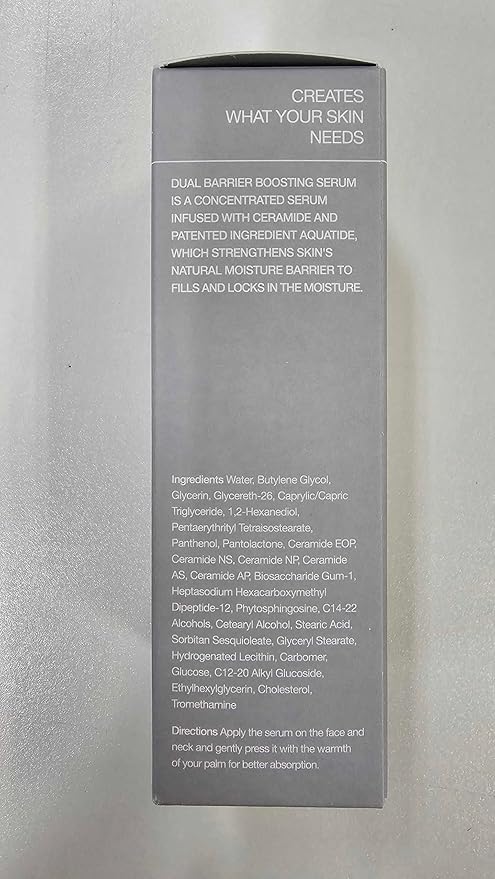 CREATES
WHAT YOUR SKIN
NEEDS
DUAL BARRIER BOOSTING SERUM
IS A CONCENTRATED SERUM
INFUSED WITH CERAMIDE AND
PATENTED INGREDIENT AQUATIDE,
WHICH STRENGTHENS SKIN'S
NATURAL MOISTURE BARRIER TO
FILLS AND LOCKS IN THE MOISTURE.
Ingredients Water, Butylene Glycol,
Glycerin, Glycereth-26, Caprylic/Capric
Triglyceride, 1,2-Hexanediol,
Pentaerythrityl Tetraisostearate,
Panthenol, Pantolactone, Ceramide EOP,
Ceramide NS, Ceramide NP, Ceramide
AS, Ceramide AP, Biosaccharide Gum-1,
Heptasodium Hexacarboxymethyl
Dipeptide-12, Phytosphingosine, C14-22
Alcohols, Cetearyl Alcohol, Stearic Acid,
Sorbitan Sesquioleate, Glyceryl Stearate,
Hydrogenated Lecithin, Carbomer,
Glucose, C12-20 Alkyl Glucoside,
Ethylhexylglycerin, Cholesterol,
Tromethamine
Directions Apply the serum on the face and
neck and gently press it with the warmth
of your palm for better absorption.